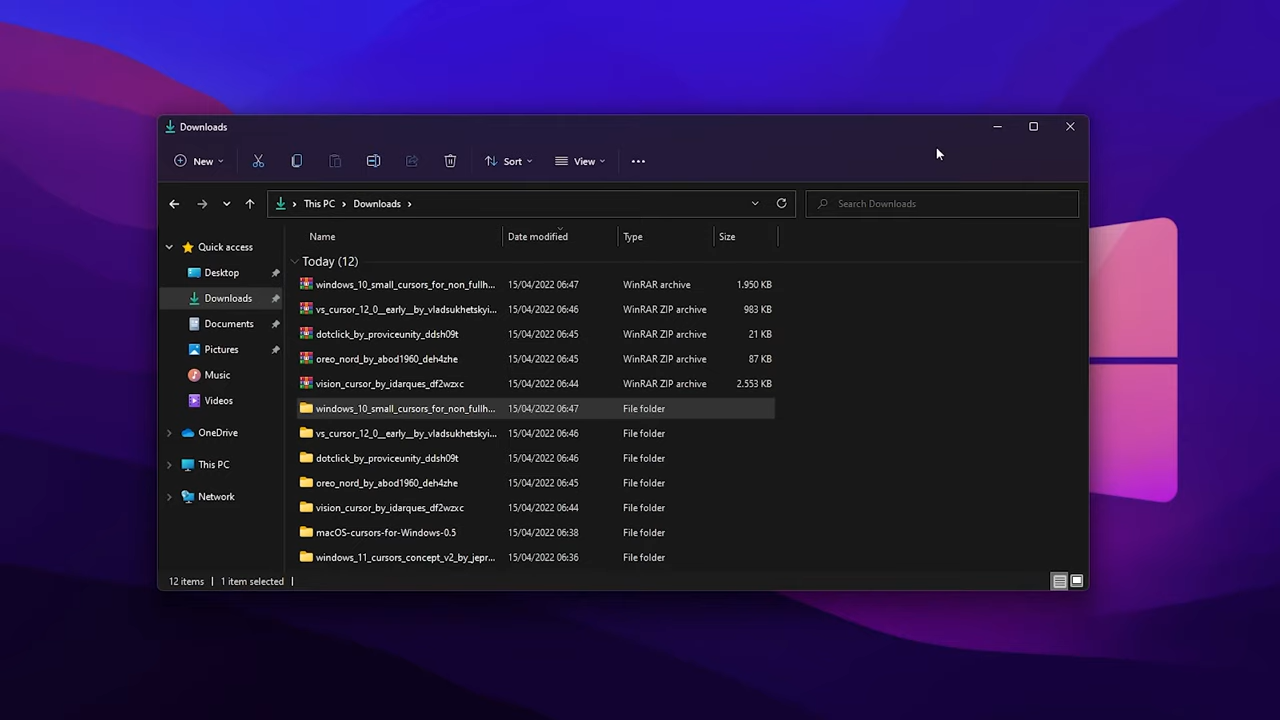 Downloads
New Sort View
This PC Downloads Search Downloads
Name Date modified Type Size
Quick access
Desktop
Downloads
Documents
Pictures
Music
Videos
OneDrive
This PC
Network
Today (12)
windows_10_small_cursors_for_non_fullh... 15/04/2022 06:47 WinRAR archive 1.950 KB
vs_cursor_12_0__early__by_vladsukhetskyi... 15/04/2022 06:46 WinRAR ZIP archive 983 KB
dotclick_by_proviceunity_ddsh09t 15/04/2022 06:45 WinRAR ZIP archive 21 KB
oreo_nord_by_abod1960_deh4zhe 15/04/2022 06:45 WinRAR ZIP archive 87 KB
vision_cursor_by_idarques_df2wzxc 15/04/2022 06:44 WinRAR ZIP archive 2.553 KB
windows_10_small_cursors_for_non_fullh... 15/04/2022 06:47 File folder
vs_cursor_12_0__early__by_vladsukhetskyi... 15/04/2022 06:46 File folder
dotclick_by_proviceunity_ddsh09t 15/04/2022 06:46 File folder
oreo_nord_by_abod1960_deh4zhe 15/04/2022 06:45 File folder
vision_cursor_by_idarques_df2wzxc 15/04/2022 06:44 File folder
macOS-cursors-for-Windows-0.5 15/04/2022 06:38 File folder
windows_11_cursors_concept_v2_by_jepr... 15/04/2022 06:36 File folder
12 items 1 item selected